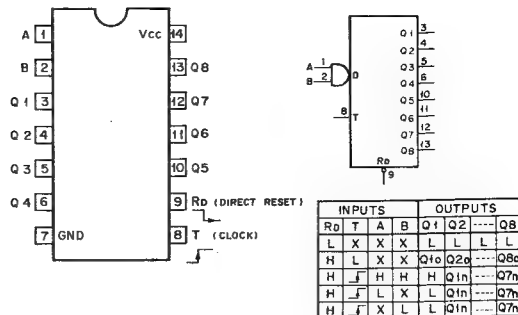 A 1
Vcc 14
B 2
13 Q8
Q1 3
12 Q7
Q2 4
11 Q6
Q3 5
10 Q5
Q4 6
9 RD (DIRECT RESET)
7 GND
8 T (CLOCK)
A 1
B 2
D
8 T
Q1 3
Q2 4
Q3 5
Q4 6
Q5 10
Q6 11
Q7 12
Q8 13
RD
9
INPUTS OUTPUTS
RD T A B Q1 Q2 ---- Q8
L X X X L L L L
H L X X Q1o Q2o ---- Q8o
H H H H Q1n ---- Q7n
H L X L Q1n ---- Q7n
H X L L Q1n ---- Q7n